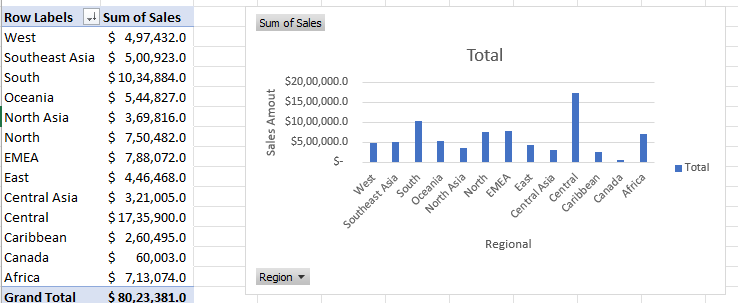 Row Labels Sum of Sales
West $ 4,97,432.0
Southeast Asia $ 5,00,923.0
South $ 10,34,884.0
Oceania $ 5,44,827.0
North Asia $ 3,69,816.0
North $ 7,50,482.0
EMEA $ 7,88,072.0
East $ 4,46,468.0
Central Asia $ 3,21,005.0
Central $ 17,35,900.0
Caribbean $ 2,60,495.0
Canada $ 60,003.0
Africa $ 7,13,074.0
Grand Total $ 80,23,381.0
Sum of Sales
Total
Sales Amout
$20,00,000.0
$15,00,000.0
$10,00,000.0
$5,00,000.0
$-
West
Southeast Asia
South
Oceania
North Asia
North
EMEA
East
Central Asia
Central
Caribbean
Canada
Africa
Total
Regional
Region